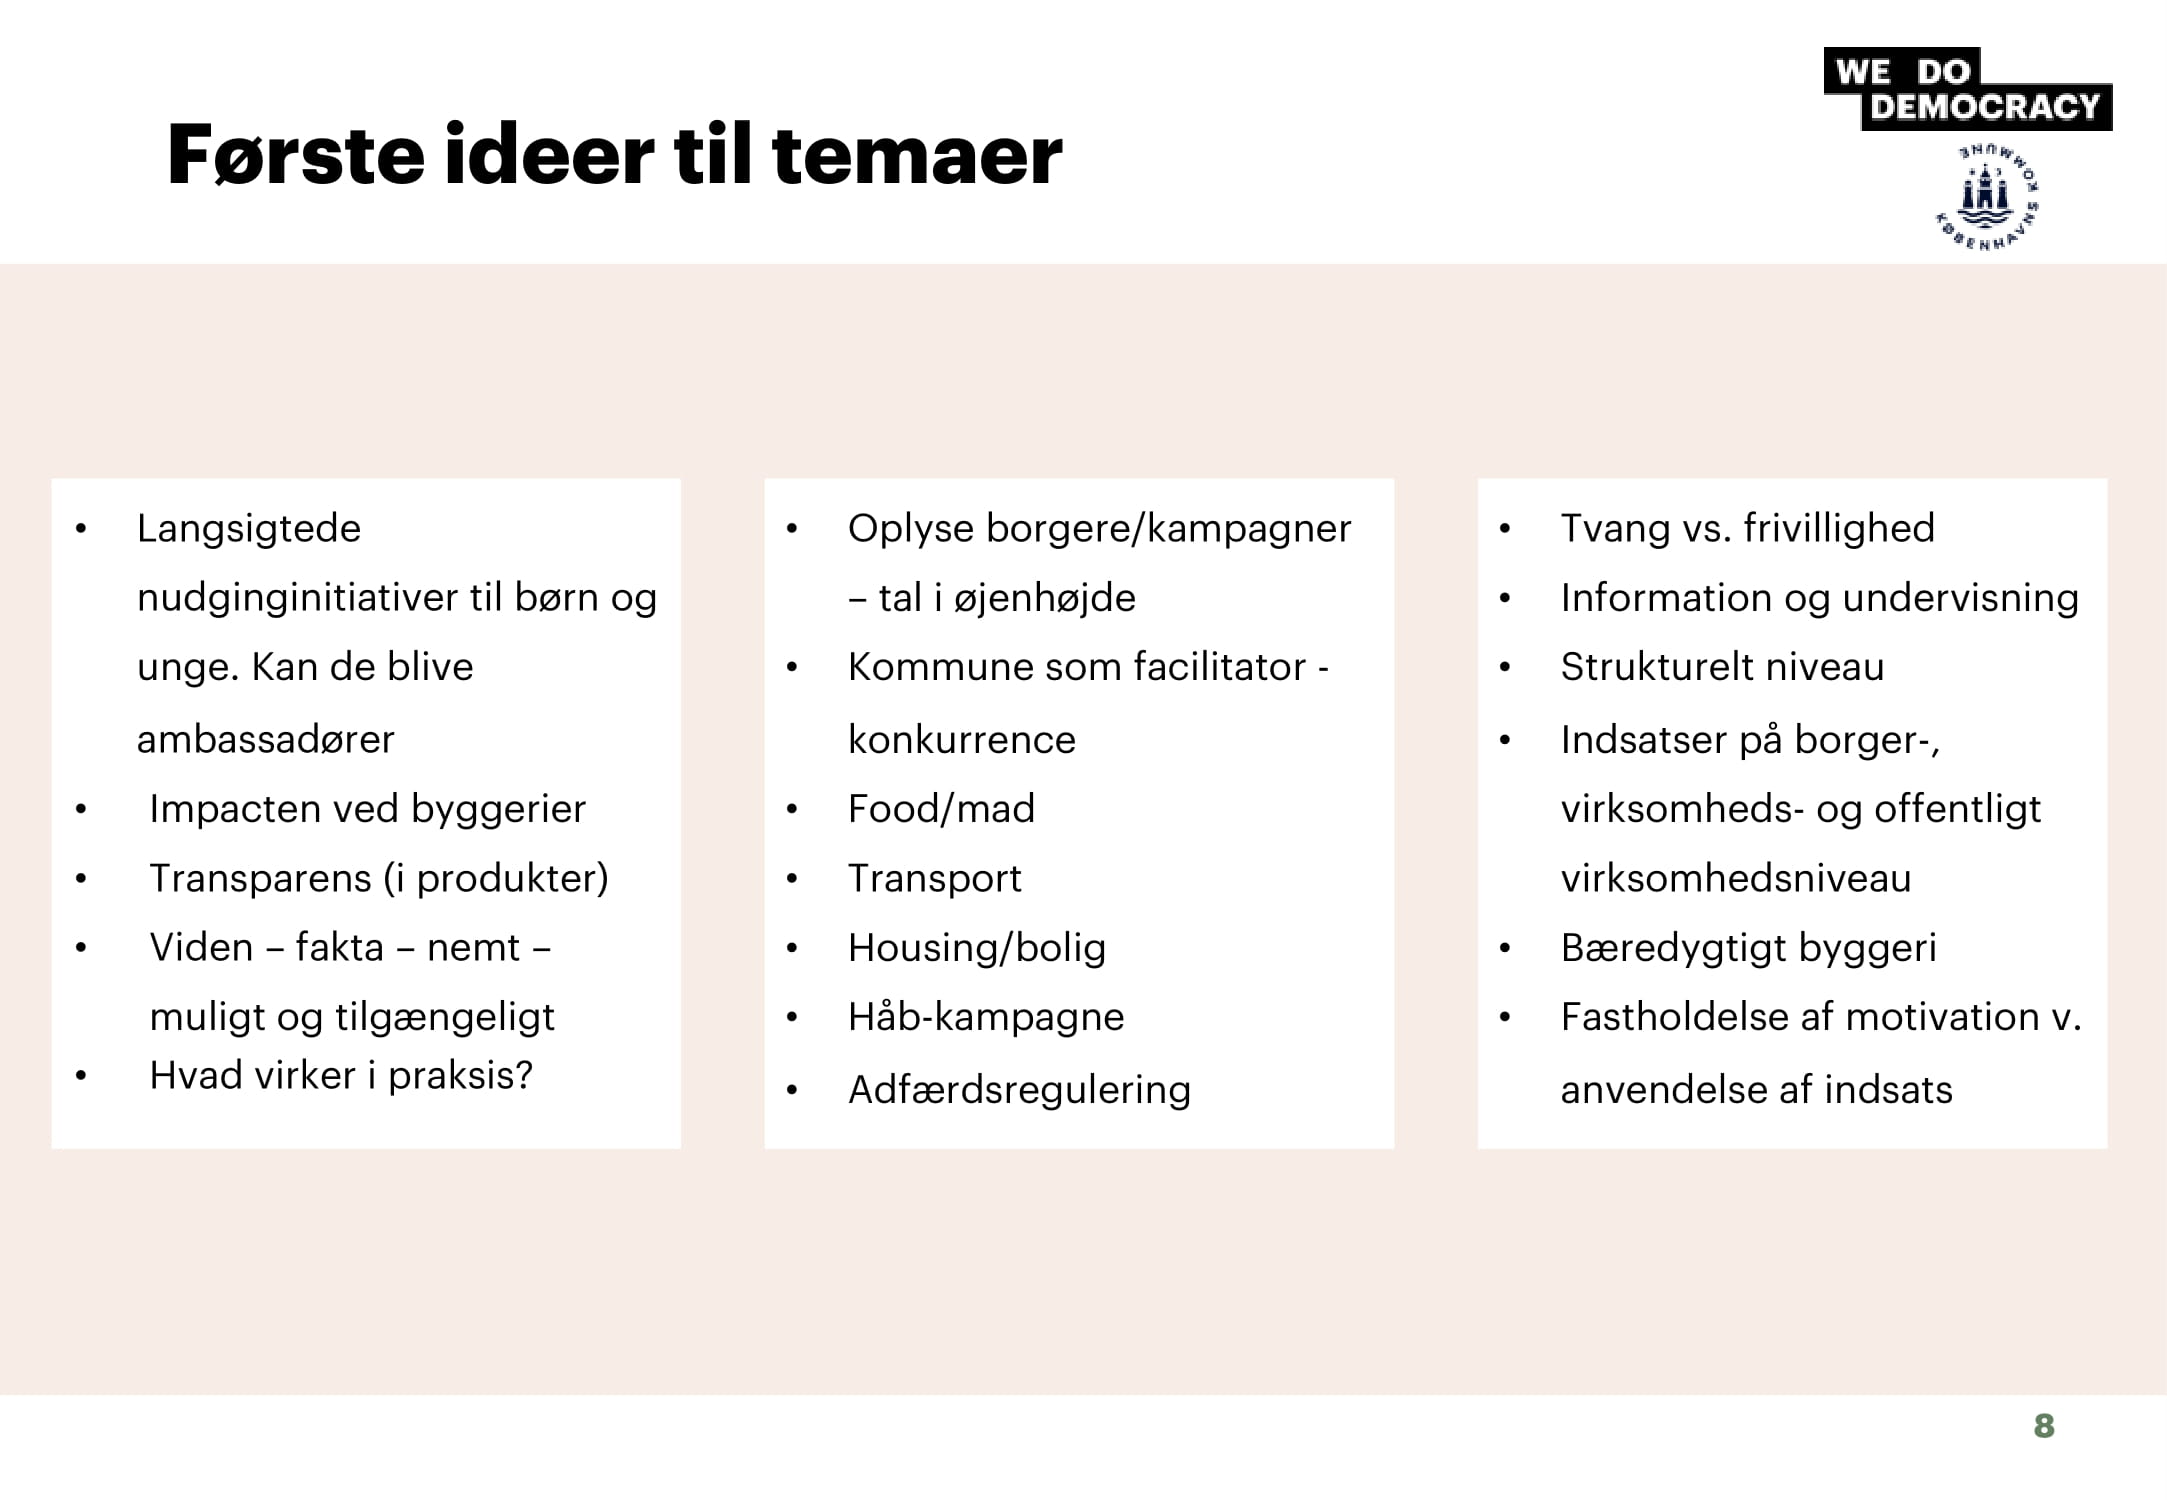 WE DO
DEMOCRACY
KØBENHAVNS KOMMUNE
Første ideer til temaer
• Langsigtede
nudginginitiativer til børn og
unge. Kan de blive
ambassadører
• Impacten ved byggerier
• Transparens (i produkter)
• Viden – fakta – nemt –
muligt og tilgængeligt
• Hvad virker i praksis?
• Oplyse borgere/kampagner
– tal i øjenhøjde
• Kommune som facilitator -
konkurrence
• Food/mad
• Transport
• Housing/bolig
• Håb-kampagne
• Adfærdsregulering
• Tvang vs. frivillighed
• Information og undervisning
• Strukturelt niveau
• Indsatser på borger-,
virksomheds- og offentligt
virksomhedsniveau
• Bæredygtigt byggeri
• Fastholdelse af motivation v.
anvendelse af indsats
8